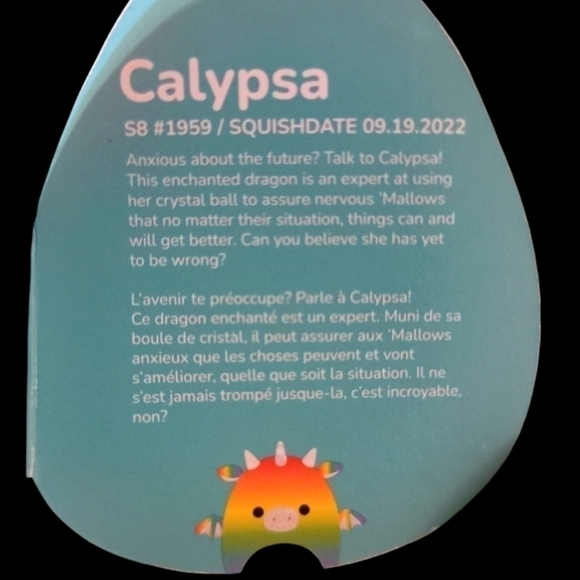 Calypsa
S8 #1959 / SQUISHDATE 09.19.2022
Anxious about the future? Talk to Calypsa!
This enchanted dragon is an expert at using
her crystal ball to assure nervous 'Mallows
that no matter their situation, things can and
will get better. Can you believe she has yet
to be wrong?
L'avenir te préoccupe? Parle à Calypsa!
Ce dragon enchanté est un expert. Muni de sa
boule de cristal, il peut assurer aux 'Mallows
anxieux que les choses peuvent et vont
s'améliorer, quelle que soit la situation. Il ne
s'est jamais trompé jusque-la, c'est incroyable,
non?